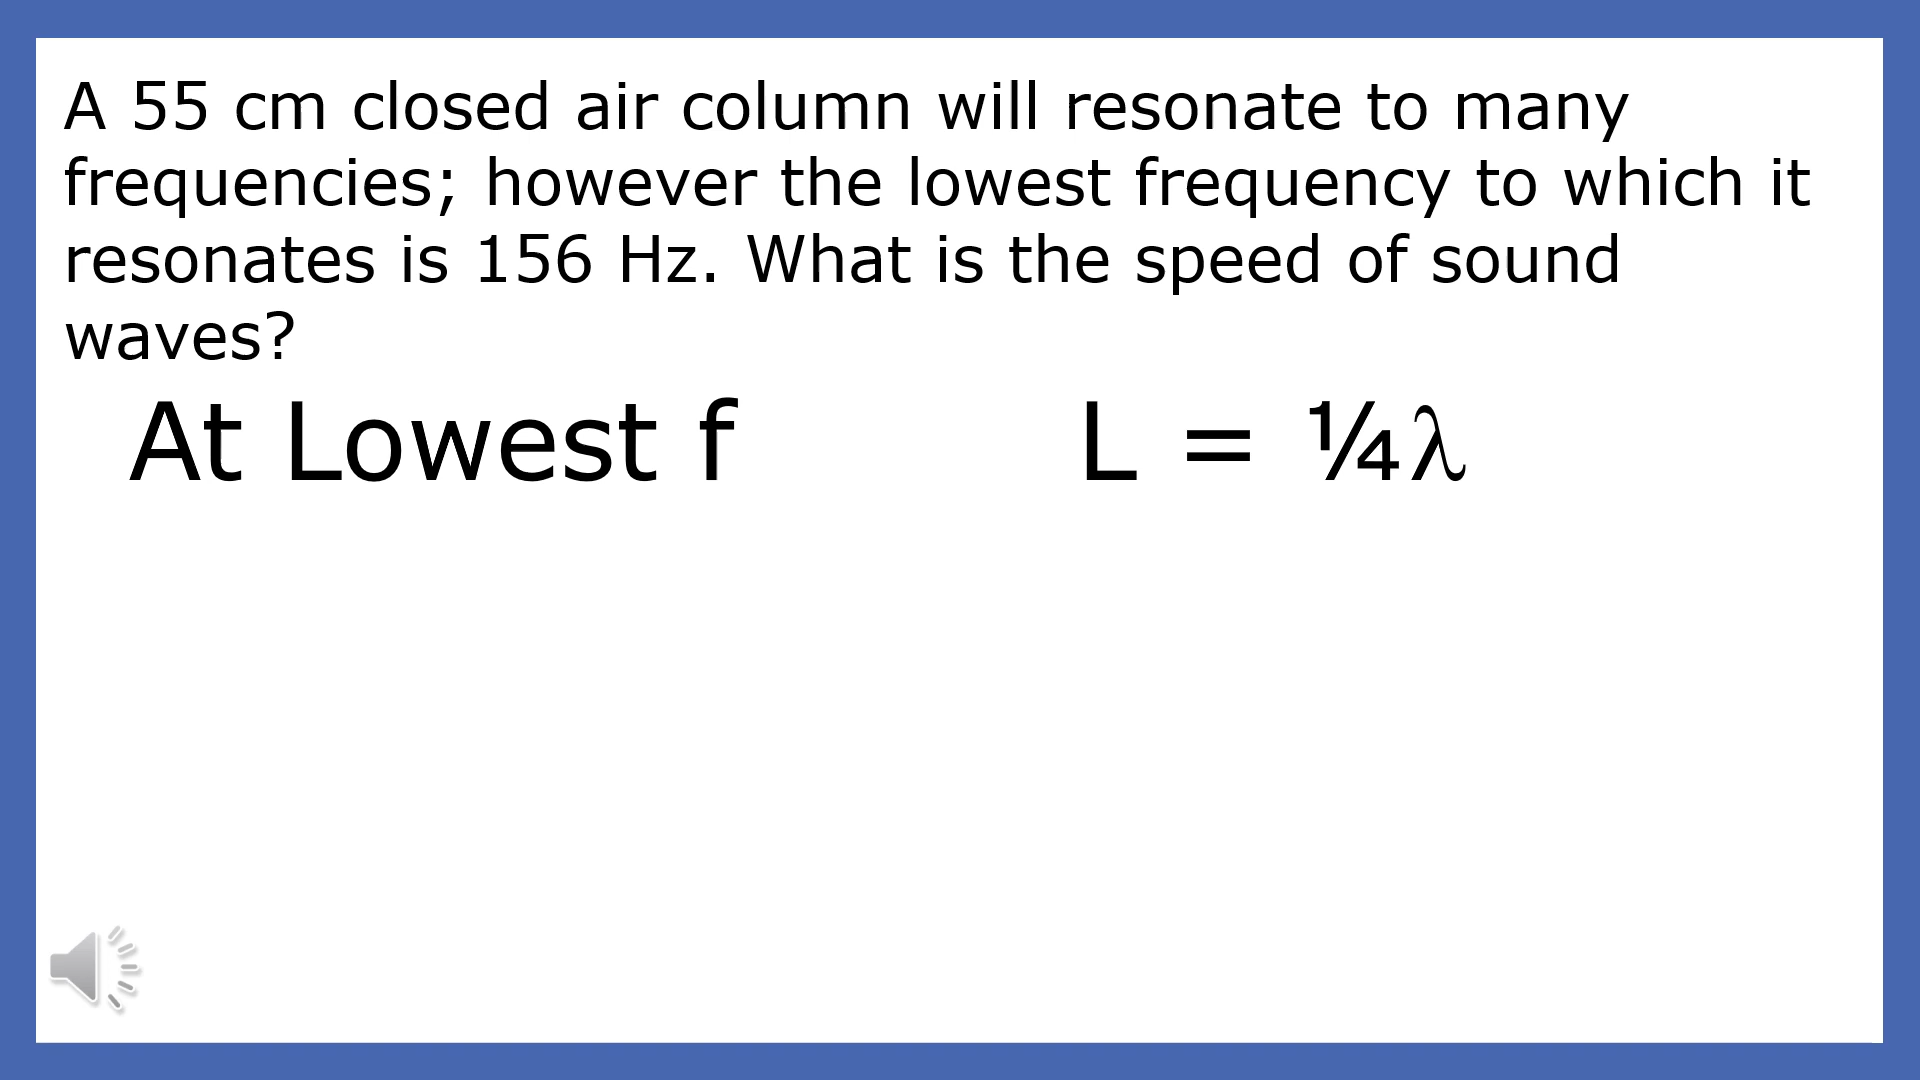 A 55 cm closed air column will resonate to many
frequencies; however the lowest frequency to which it
resonates is 156 Hz. What is the speed of sound
waves?
At Lowest f L = ¼λ